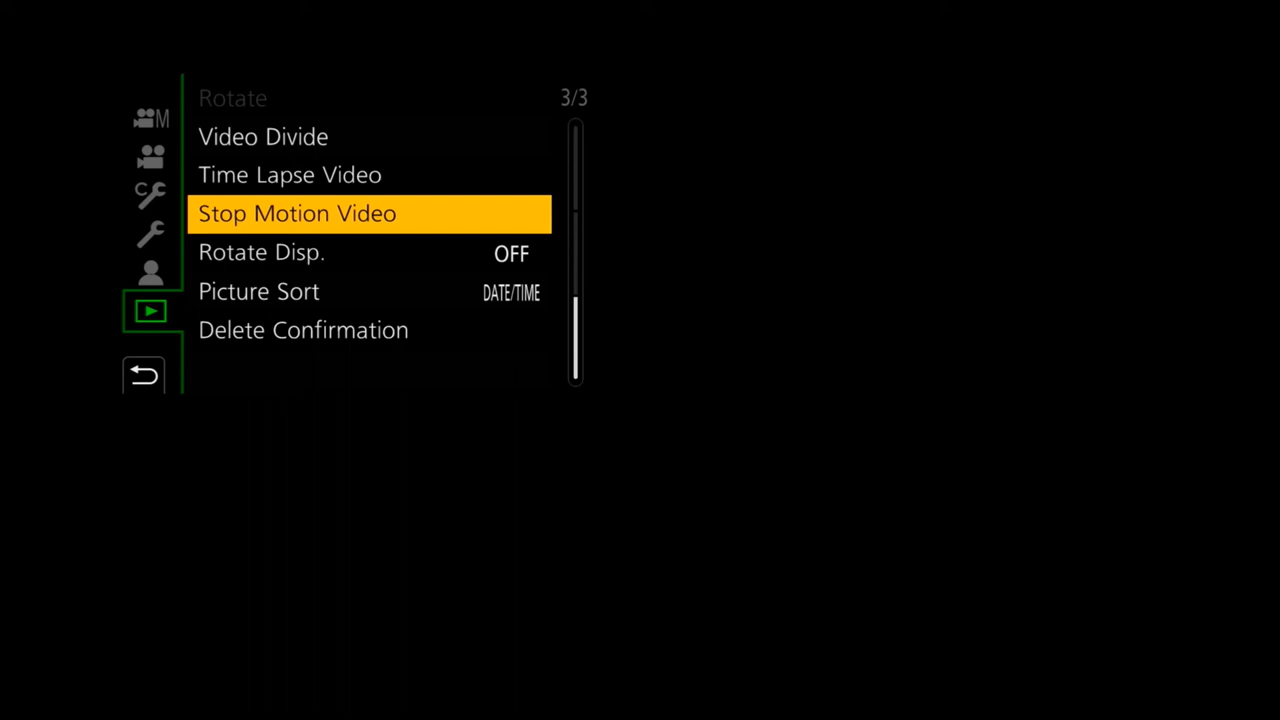 Rotate 3/3
M
Video Divide
Time Lapse Video
C
Stop Motion Video
Rotate Disp. OFF
Picture Sort DATE/TIME
Delete Confirmation